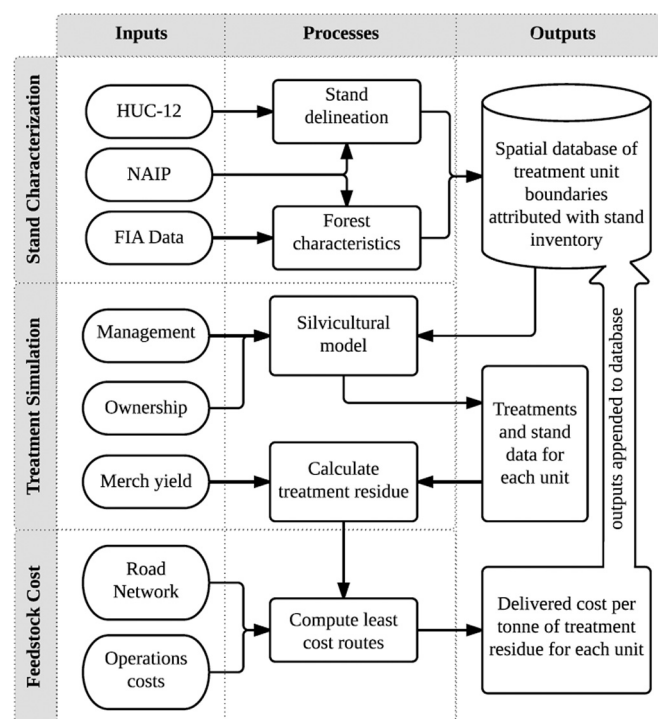 Inputs
Processes
Outputs
Stand Characterization
HUC-12
NAIP
FIA Data
Stand
delineation
Forest
characteristics
Spatial database of
treatment unit
boundaries
attributed with stand
inventory
Treatment Simulation
Management
Ownership
Merch yield
Silvicultural
model
Calculate
treatment residue
Treatments
and stand
data for
each unit
outputs appended to database
Feedstock Cost
Road
Network
Operations
costs
Compute least
cost routes
Delivered cost per
tonne of treatment
residue for each unit